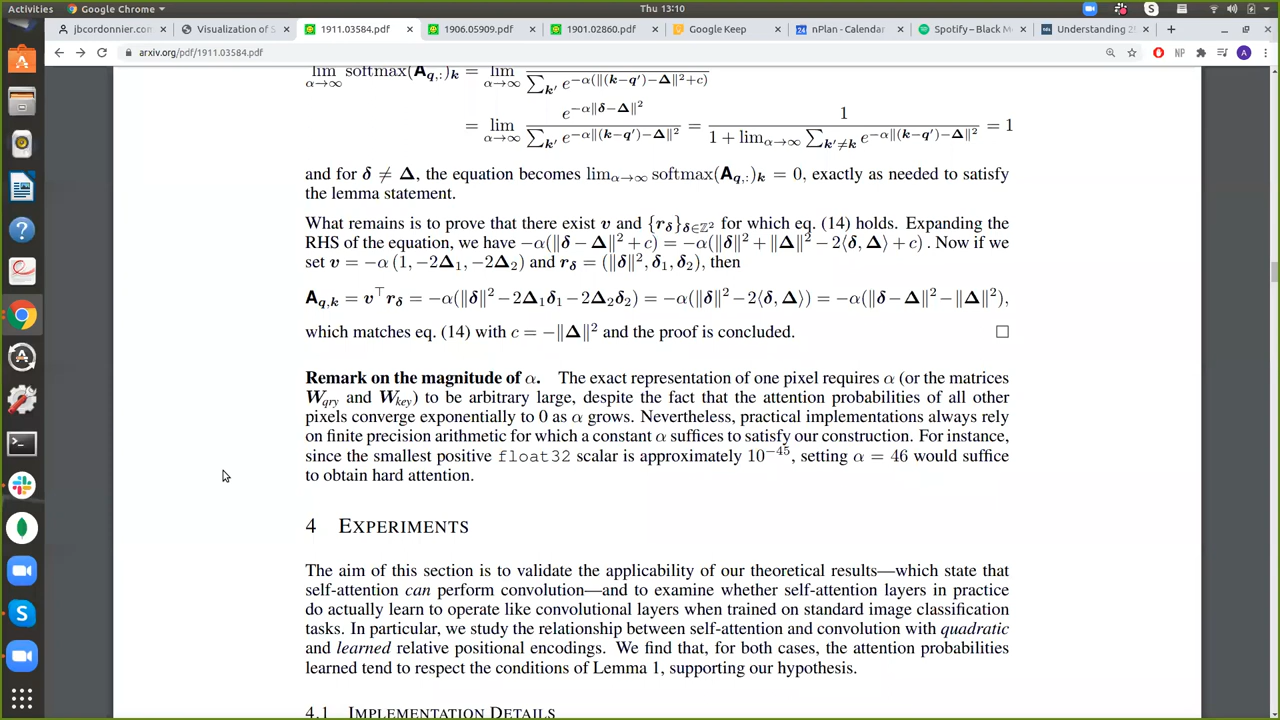 Activities
Google Chrome
Thu 13:10
jbcordonnier.com
Visualization of S
1911.03584.pdf
1906.05909.pdf
1901.02860.pdf
Google Keep
nPlan - Calendar
Spotify – Black M
Understanding 2
arxiv.org/pdf/1911.03584.pdf
NP
A
lim α→∞ softmax(A_{q,:})_k = lim α→∞ / ∑_{k′} e^{−α(‖(k−q′)−Δ‖²+c)}
= lim α→∞ e^{−α‖δ−Δ‖²} / ∑_{k′} e^{−α‖(k−q′)−Δ‖²} = 1 / (1 + lim α→∞ ∑_{k′≠k} e^{−α‖(k−q′)−Δ‖²}) = 1
and for δ ≠ Δ, the equation becomes lim_{α→∞} softmax(A_{q,:})_k = 0, exactly as needed to satisfy
the lemma statement.
What remains is to prove that there exist v and {r_δ}_{δ∈ℤ²} for which eq. (14) holds. Expanding the
RHS of the equation, we have −α(‖δ − Δ‖² + c) = −α(‖δ‖² + ‖Δ‖² − 2⟨δ, Δ⟩ + c) . Now if we
set v = −α (1, −2Δ₁, −2Δ₂) and r_δ = (‖δ‖², δ₁, δ₂), then
A_{q,k} = v^⊤ r_δ = −α(‖δ‖² − 2Δ₁δ₁ − 2Δ₂δ₂) = −α(‖δ‖² − 2⟨δ, Δ⟩) = −α(‖δ − Δ‖² − ‖Δ‖²),
which matches eq. (14) with c = −‖Δ‖² and the proof is concluded. □
Remark on the magnitude of α. The exact representation of one pixel requires α (or the matrices
W_qry and W_key) to be arbitrary large, despite the fact that the attention probabilities of all other
pixels converge exponentially to 0 as α grows. Nevertheless, practical implementations always rely
on finite precision arithmetic for which a constant α suffices to satisfy our construction. For instance,
since the smallest positive float32 scalar is approximately 10⁻⁴⁵, setting α = 46 would suffice
to obtain hard attention.
4 EXPERIMENTS
The aim of this section is to validate the applicability of our theoretical results—which state that
self-attention can perform convolution—and to examine whether self-attention layers in practice
do actually learn to operate like convolutional layers when trained on standard image classification
tasks. In particular, we study the relationship between self-attention and convolution with quadratic
and learned relative positional encodings. We find that, for both cases, the attention probabilities
learned tend to respect the conditions of Lemma 1, supporting our hypothesis.
4.1 IMPLEMENTATION DETAILS